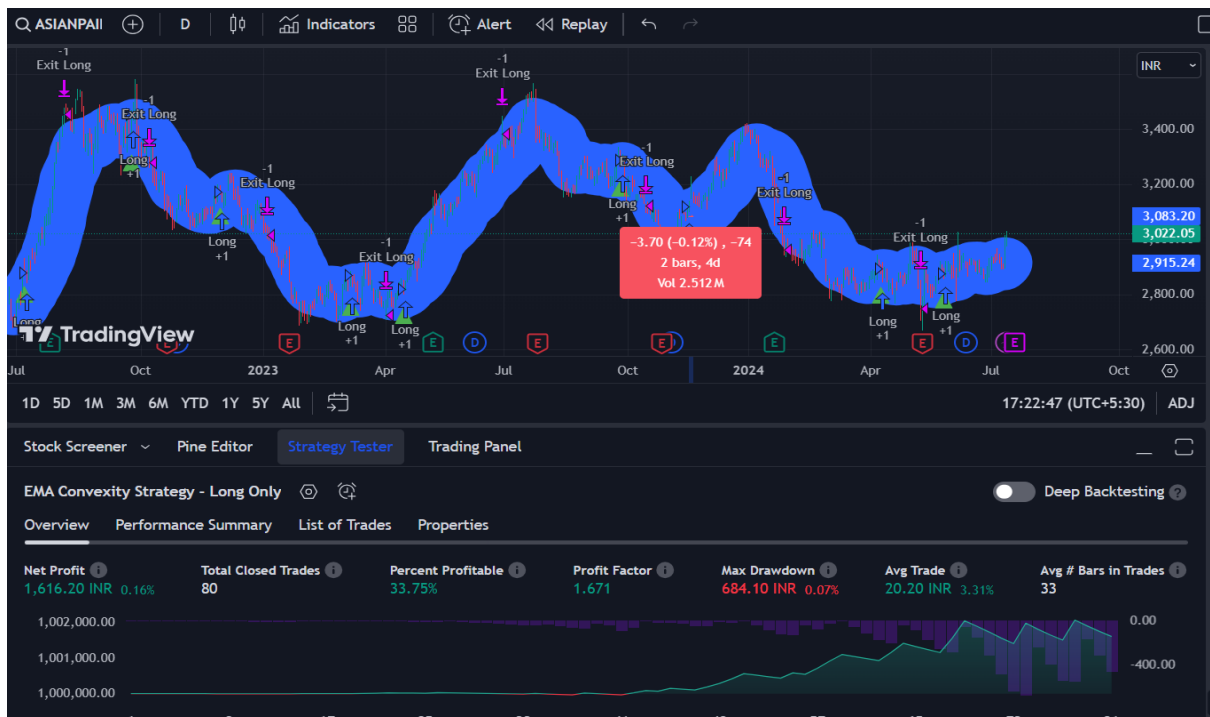 ASIANPAII D Indicators Alert Replay
INR
-1
Exit Long
-1
Exit Long
-1
Exit Long
Long
+1
-1
Exit Long
3,400.00
-1
Exit Long
-1
Exit Long
3,200.00
Long
+1
Long
+1
-1
Exit Long
-1
Exit Long
3,083.20
3,022.05
2,915.24
−3.70 (−0.12%) , −74
2 bars, 4d
Vol 2.512 M
2,800.00
Long
Long
+1
Long
+1
Long
+1
Long
+1
TradingView
E E E E D E E E E D E
2,600.00
Jul Oct 2023 Apr Jul Oct 2024 Apr Jul Oct
1D 5D 1M 3M 6M YTD 1Y 5Y All 17:22:47 (UTC+5:30) ADJ
Stock Screener Pine Editor Strategy Tester Trading Panel
EMA Convexity Strategy - Long Only Deep Backtesting ?
Overview Performance Summary List of Trades Properties
Net Profit Total Closed Trades Percent Profitable Profit Factor Max Drawdown Avg Trade Avg # Bars in Trades
1,616.20 INR 0.16% 80 33.75% 1.671 684.10 INR 0.07% 20.20 INR 3.31% 33
1,002,000.00 0.00
1,001,000.00 -400.00
1,000,000.00